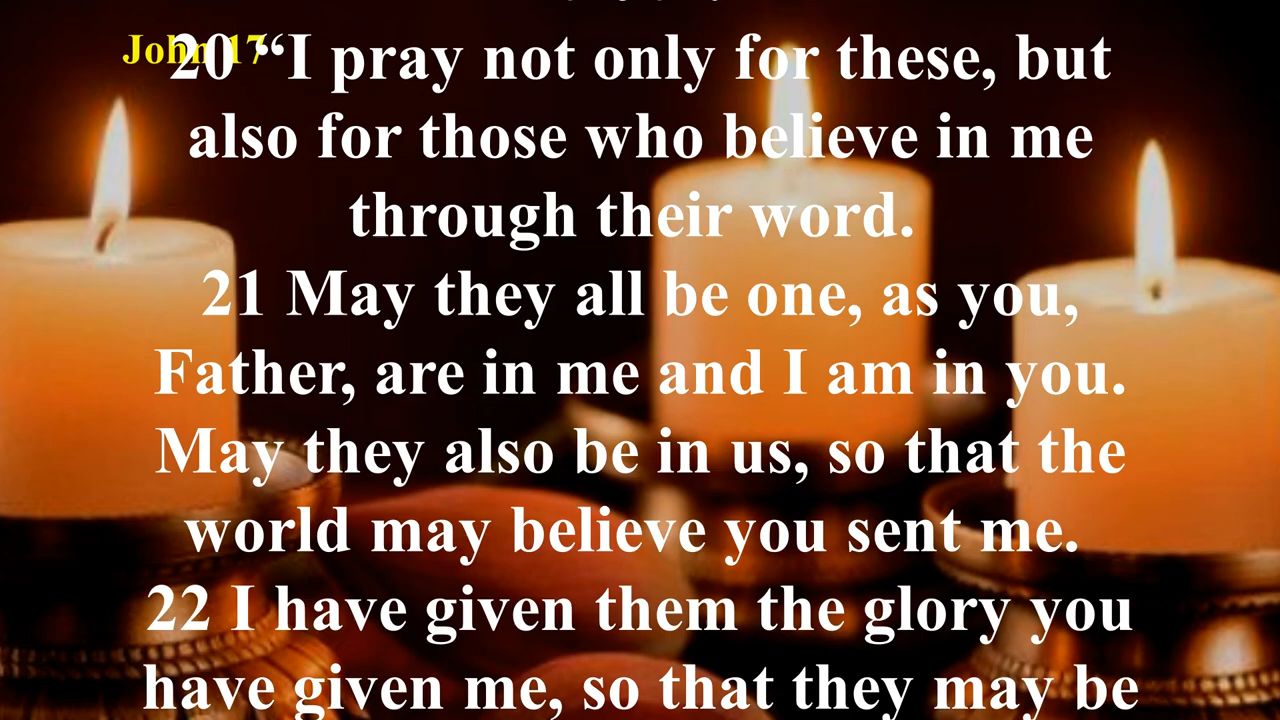 John 17
20 “I pray not only for these, but
also for those who believe in me
through their word.
21 May they all be one, as you,
Father, are in me and I am in you.
May they also be in us, so that the
world may believe you sent me.
22 I have given them the glory you
have given me, so that they may be